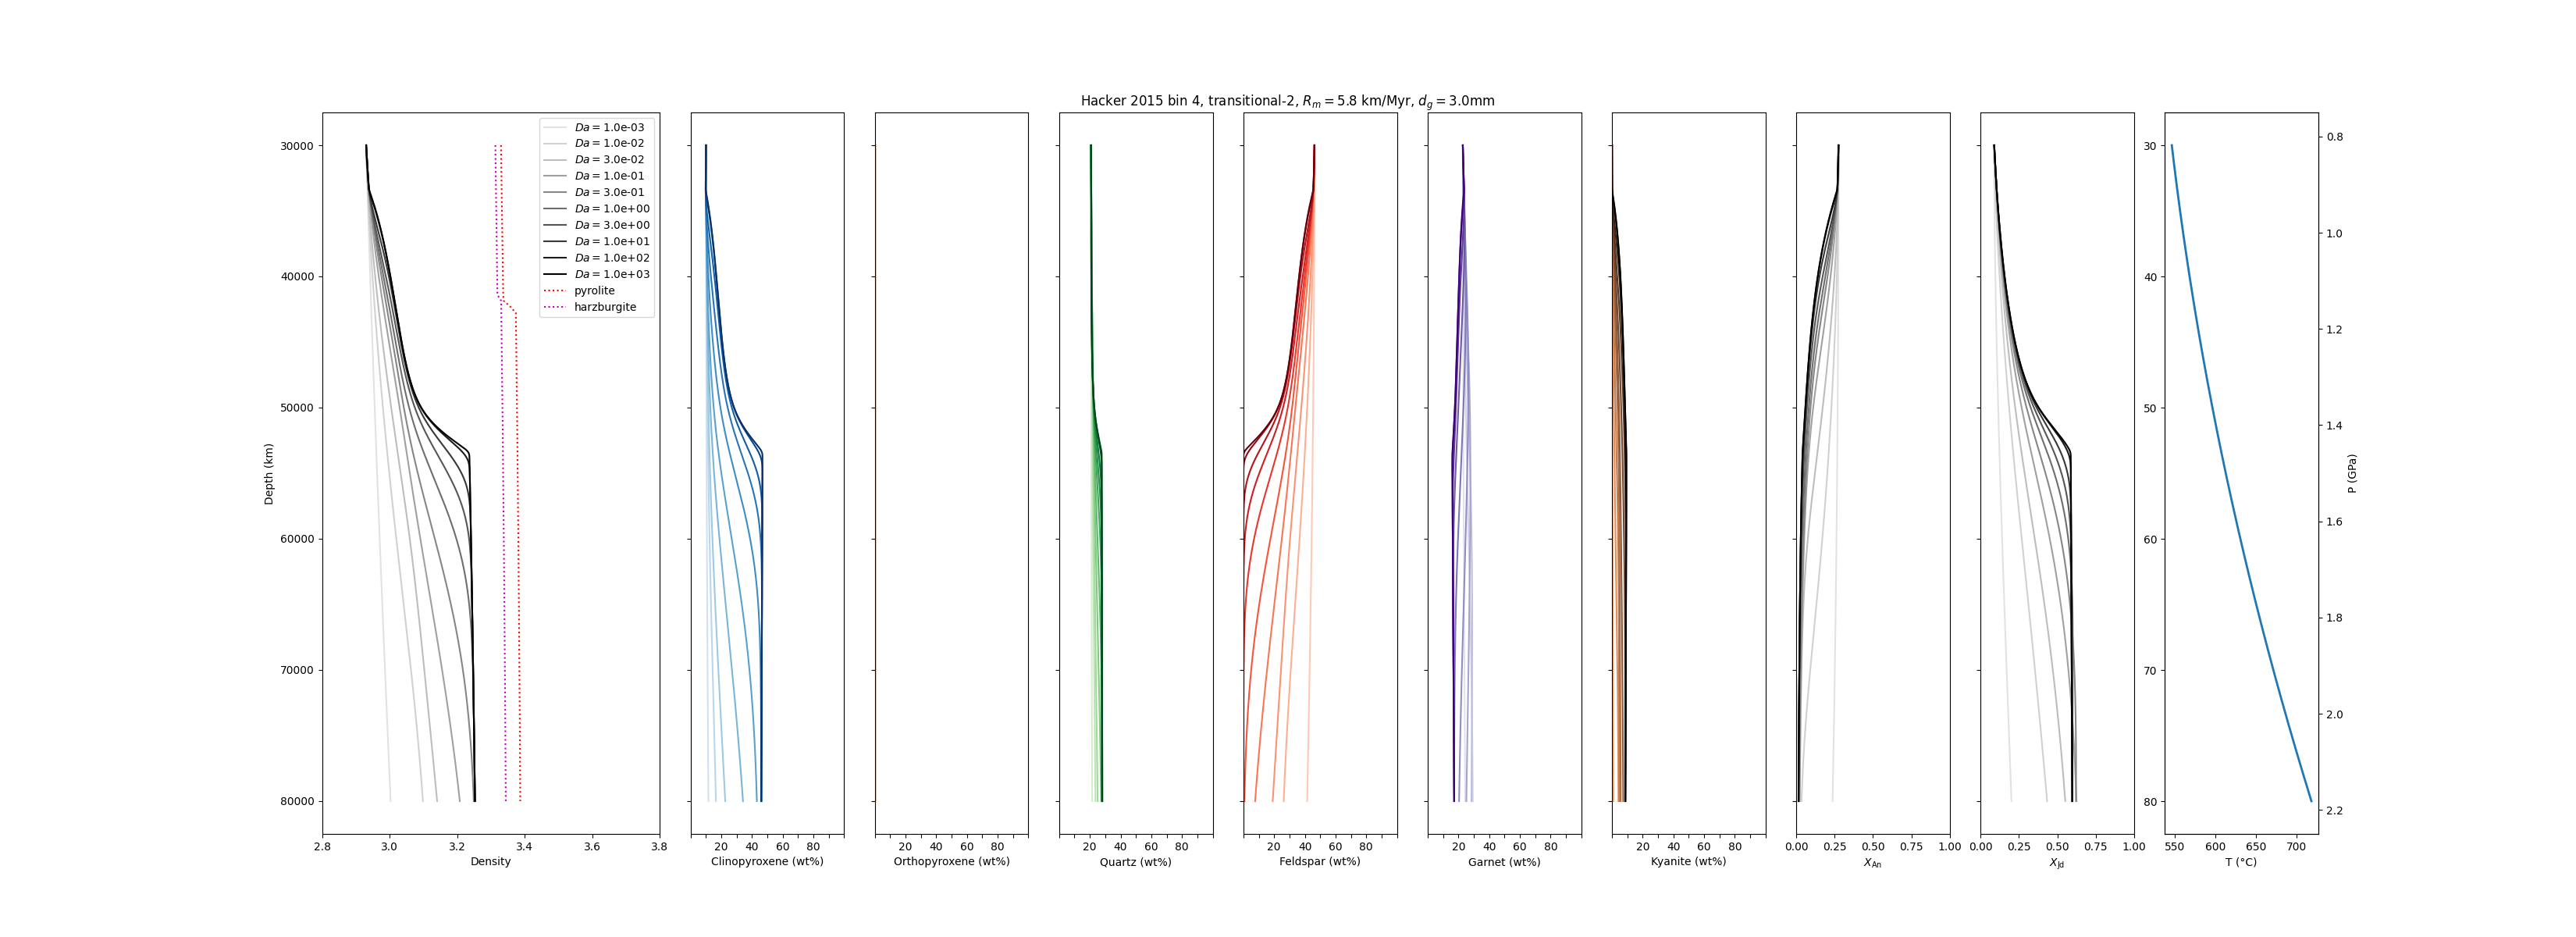 Hacker 2015 bin 4, transitional-2, R_m = 5.8 km/Myr, d_g = 3.0mm
Da = 1.0e-03
Da = 1.0e-02
Da = 3.0e-02
Da = 1.0e-01
Da = 3.0e-01
Da = 1.0e+00
Da = 3.0e+00
Da = 1.0e+01
Da = 1.0e+02
Da = 1.0e+03
pyrolite
harzburgite
Depth (km)
30000
40000
50000
60000
70000
80000
2.8 3.0 3.2 3.4 3.6 3.8
Density
20 40 60 80
Clinopyroxene (wt%)
Orthopyroxene (wt%)
20 40 60 80
Quartz (wt%)
20 40 60 80
Feldspar (wt%)
20 40 60 80
Garnet (wt%)
20 40 60 80
Kyanite (wt%)
0.00 0.25 0.50 0.75 1.00
X_An
0.00 0.25 0.50 0.75 1.00
X_Jd
30
40
50
60
70
80
550 600 650 700
T (°C)
0.8
1.0
1.2
1.4
1.6
1.8
2.0
2.2
P (GPa)